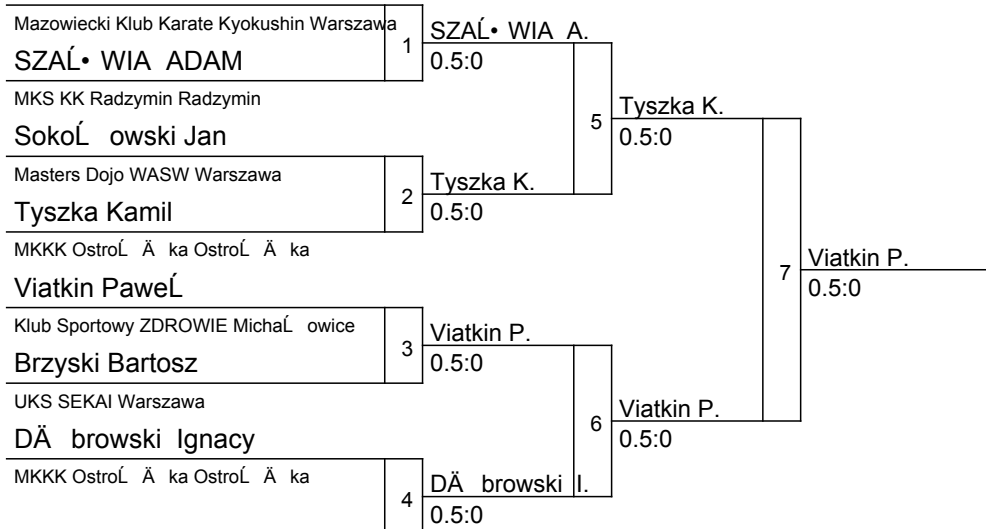 Mazowiecki Klub Karate Kyokushin Warszawa
SZAĹ• WIA ADAM
1
SZAĹ• WIA A.
0.5:0
MKS KK Radzymin Radzymin
SokoĹ owski Jan
5
Tyszka K.
0.5:0
Masters Dojo WASW Warszawa
Tyszka Kamil
2
Tyszka K.
0.5:0
MKKK OstroĹ Ä ka OstroĹ Ä ka
Viatkin PaweĹ
7
Viatkin P.
0.5:0
Klub Sportowy ZDROWIE MichaĹ owice
Brzyski Bartosz
3
Viatkin P.
0.5:0
UKS SEKAI Warszawa
DÄ browski Ignacy
6
Viatkin P.
0.5:0
MKKK OstroĹ Ä ka OstroĹ Ä ka
4
DÄ browski I.
0.5:0